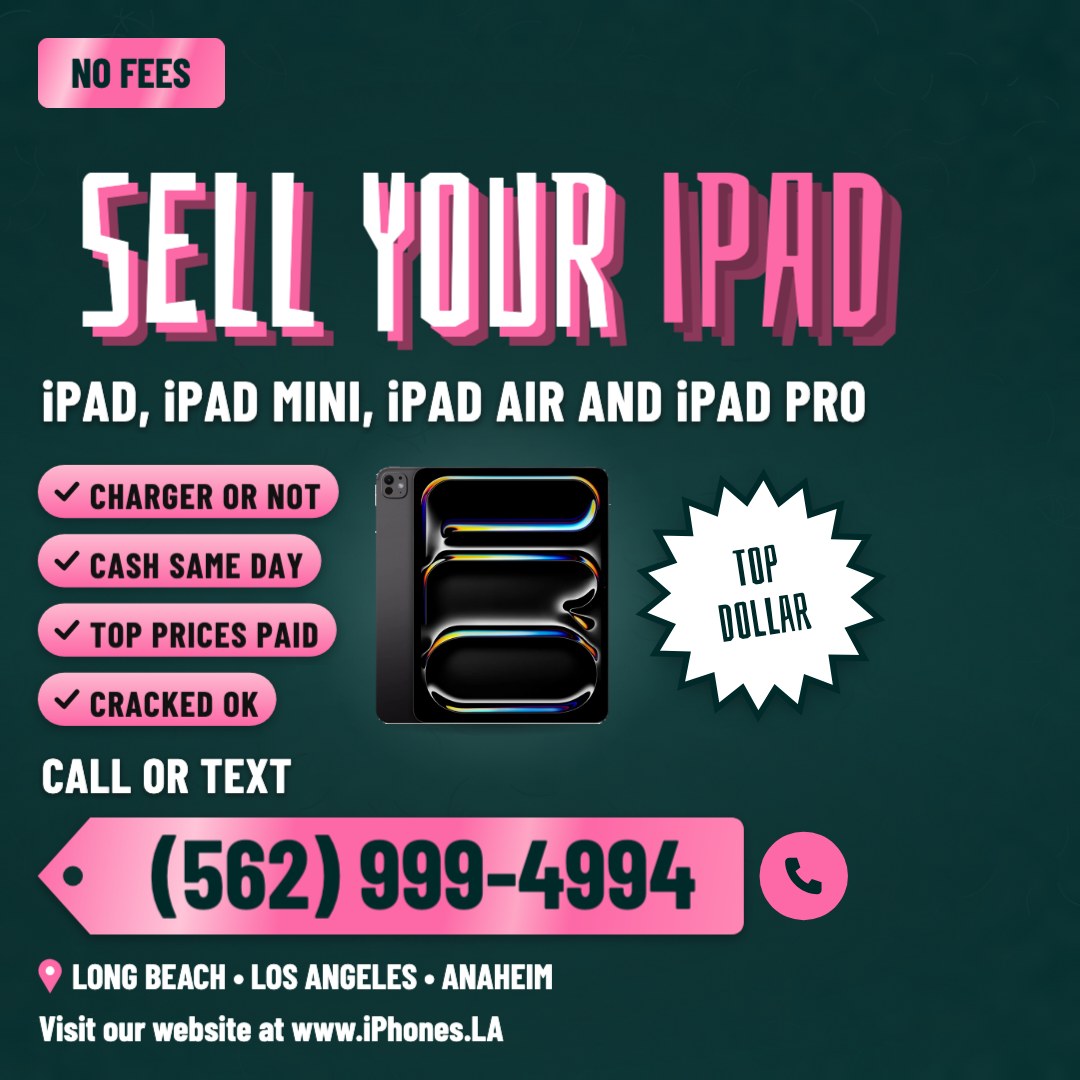 NO FEES
SELL YOUR IPAD
iPAD, iPAD MINI, iPAD AIR AND iPAD PRO
CHARGER OR NOT
CASH SAME DAY
TOP PRICES PAID
CRACKED OK
TOP
DOLLAR
CALL OR TEXT
(562) 999-4994
LONG BEACH • LOS ANGELES • ANAHEIM
Visit our website at www.iPhones.LA